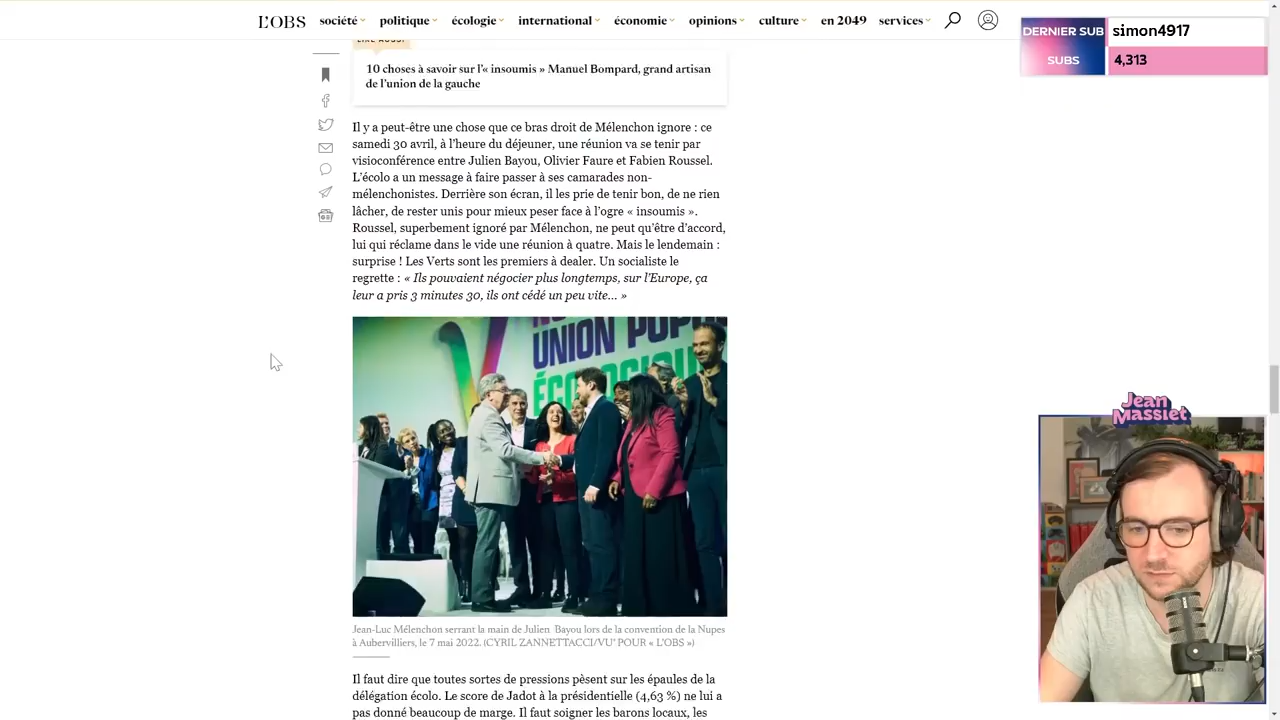 L'OBS
société politique écologie international économie opinions culture en 2049 services
DERNIER SUB simon4917
SUBS 4,313
LIRE AUSSI
10 choses à savoir sur l'« insoumis » Manuel Bompard, grand artisan
de l'union de la gauche
Il y a peut-être une chose que ce bras droit de Mélenchon ignore : ce
samedi 30 avril, à l'heure du déjeuner, une réunion va se tenir par
visioconférence entre Julien Bayou, Olivier Faure et Fabien Roussel.
L'écolo a un message à faire passer à ses camarades non-
mélenchonistes. Derrière son écran, il les prie de tenir bon, de ne rien
lâcher, de rester unis pour mieux peser face à l'ogre « insoumis ».
Roussel, superbement ignoré par Mélenchon, ne peut qu'être d'accord,
lui qui réclame dans le vide une réunion à quatre. Mais le lendemain :
surprise ! Les Verts sont les premiers à dealer. Un socialiste le
regrette : « Ils pouvaient négocier plus longtemps, sur l'Europe, ça
leur a pris 3 minutes 30, ils ont cédé un peu vite… »
UNION POPU
ÉCOLOGIQUE
Jean-Luc Mélenchon serrant la main de Julien Bayou lors de la convention de la Nupes
à Aubervilliers, le 7 mai 2022. (CYRIL ZANNETTACCI/VU' POUR « L'OBS »)
Jean
Massiet
Il faut dire que toutes sortes de pressions pèsent sur les épaules de la
délégation écolo. Le score de Jadot à la présidentielle (4,63 %) ne lui a
pas donné beaucoup de marge. Il faut soigner les barons locaux, les